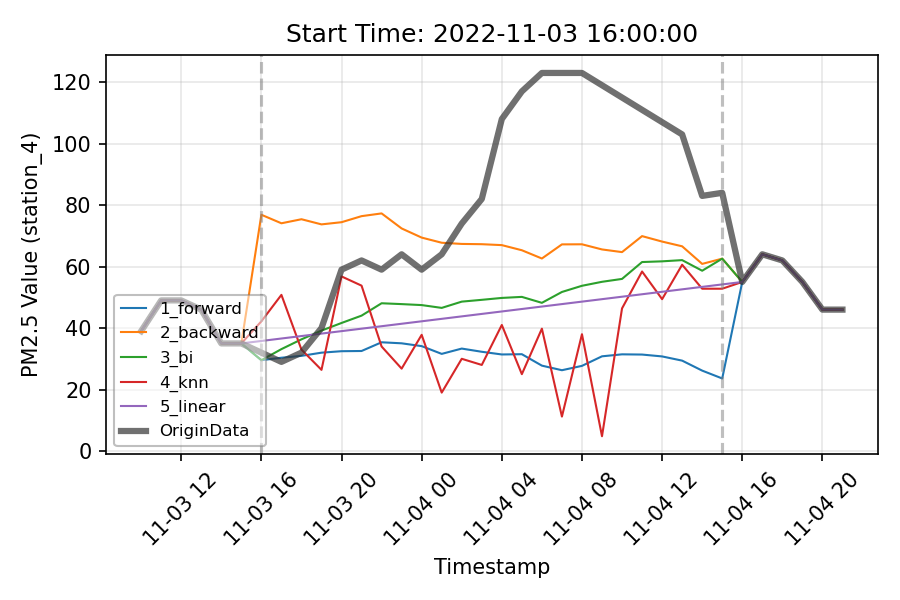 Start Time: 2022-11-03 16:00:00
PM2.5 Value (station_4)
120
100
80
60
40
20
0
1_forward
2_backward
3_bi
4_knn
5_linear
OriginData
11-03 12
11-03 16
11-03 20
11-04 00
11-04 04
11-04 08
11-04 12
11-04 16
11-04 20
Timestamp